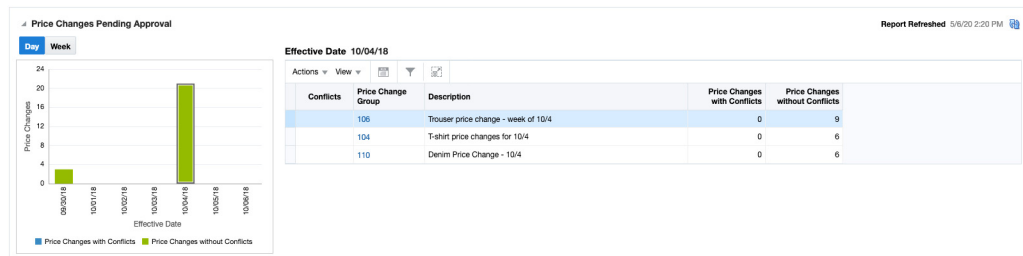 Price Changes Pending Approval
Report Refreshed 5/6/20 2:20 PM
Day Week
Effective Date 10/04/18
Actions View
Conflicts Price Change Group Description Price Changes with Conflicts Price Changes without Conflicts
106 Trouser price change - week of 10/4 0 9
104 T-shirt price changes for 10/4 0 6
110 Denim Price Change - 10/4 0 6
24
20
16
12
8
4
0
Price Changes
09/30/18 10/01/18 10/02/18 10/03/18 10/04/18 10/05/18 10/06/18
Effective Date
Price Changes with Conflicts Price Changes without Conflicts